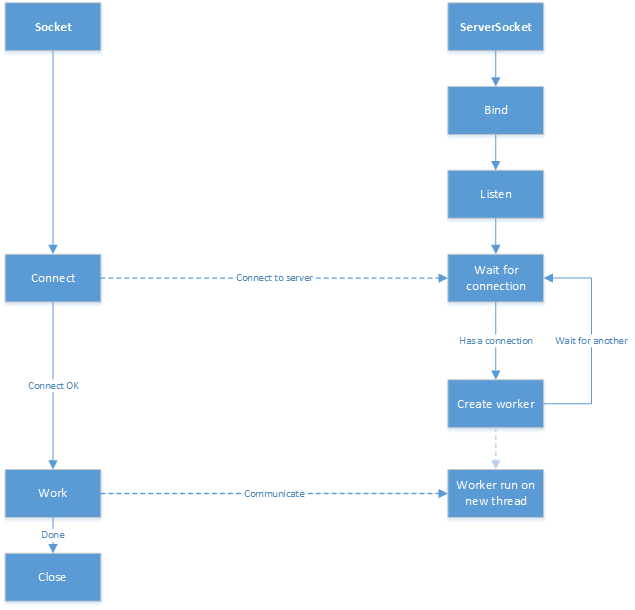 Socket
ServerSocket
Bind
Listen
Connect
Connect to server
Wait for
connection
Has a connection
Wait for another
Connect OK
Create worker
Work
Communicate
Worker run on
new thread
Done
Close